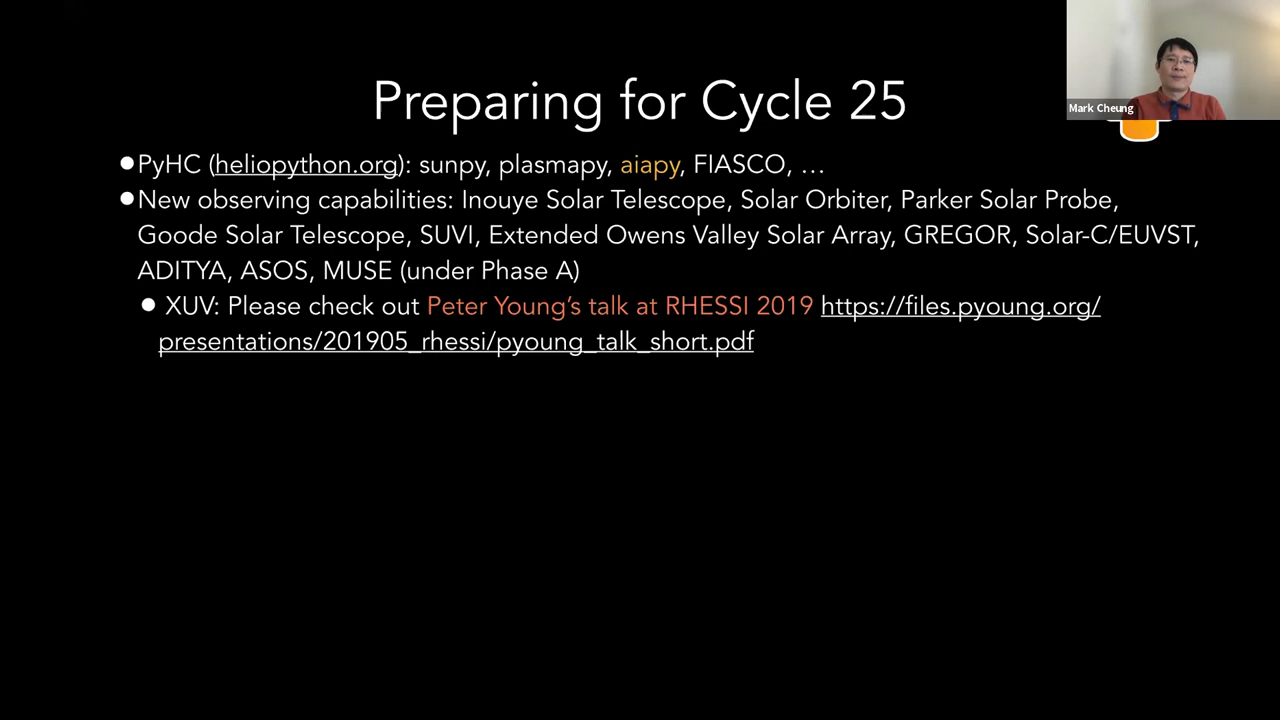 Preparing for Cycle 25
Mark Cheung
●PyHC (heliopython.org): sunpy, plasmapy, aiapy, FIASCO, …
●New observing capabilities: Inouye Solar Telescope, Solar Orbiter, Parker Solar Probe,
Goode Solar Telescope, SUVI, Extended Owens Valley Solar Array, GREGOR, Solar-C/EUVST,
ADITYA, ASOS, MUSE (under Phase A)
● XUV: Please check out Peter Young’s talk at RHESSI 2019 https://files.pyoung.org/
presentations/201905_rhessi/pyoung_talk_short.pdf